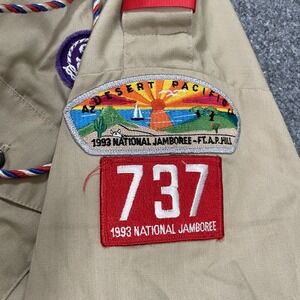 DESERT PACIFIC
1993 NATIONAL JAMBOREE - FT. A.P. HILL
737
1993 NATIONAL JAMBOREE